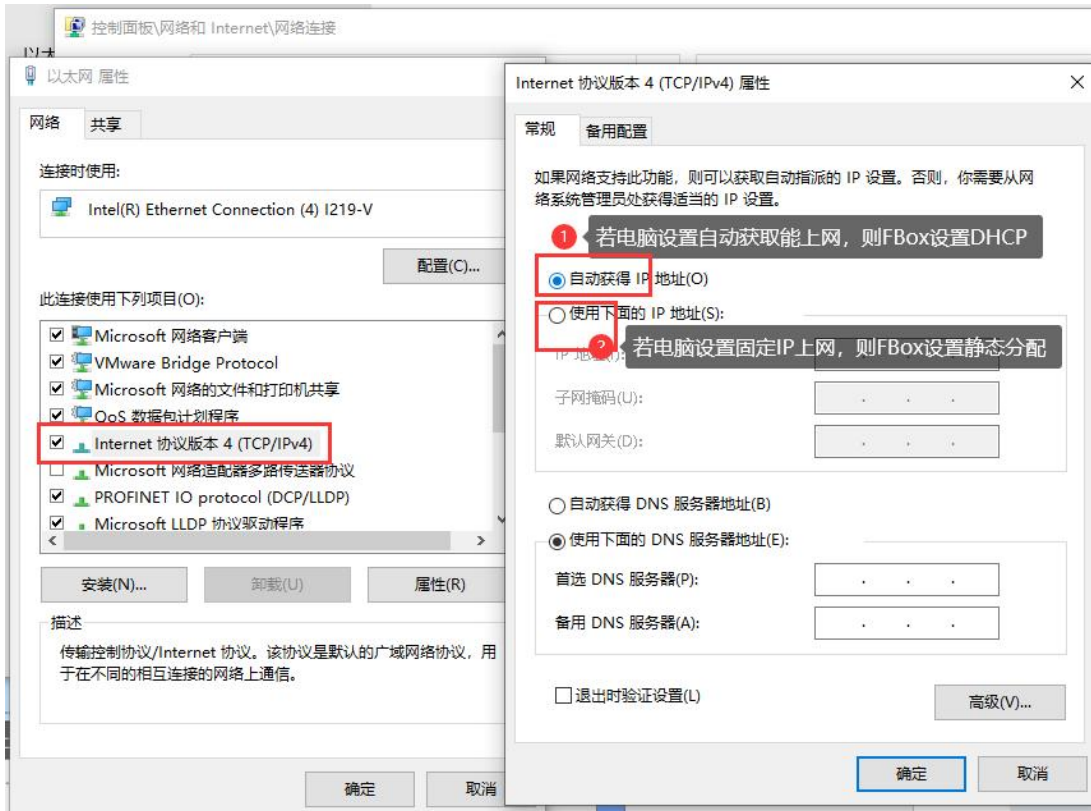 控制面板\网络和 Internet\网络连接
以太网 属性
网络
共享
连接时使用:
Intel(R) Ethernet Connection (4) I219-V
配置(C)...
此连接使用下列项目(O):
Microsoft 网络客户端
VMware Bridge Protocol
Microsoft 网络的文件和打印机共享
QoS 数据包计划程序
Internet 协议版本 4 (TCP/IPv4)
Microsoft 网络适配器多路传送器协议
PROFINET IO protocol (DCP/LLDP)
Microsoft LLDP 协议驱动程序
安装(N)...
卸载(U)
属性(R)
描述
传输控制协议/Internet 协议。该协议是默认的广域网络协议，用
于在不同的相互连接的网络上通信。
确定
取消
Internet 协议版本 4 (TCP/IPv4) 属性
常规
备用配置
如果网络支持此功能，则可以获取自动指派的 IP 设置。否则，你需要从网
络系统管理员处获得适当的 IP 设置。
1 若电脑设置自动获取能上网，则FBox设置DHCP
自动获得 IP 地址(O)
使用下面的 IP 地址(S):
2 若电脑设置固定IP上网，则FBox设置静态分配
子网掩码(U):
默认网关(D):
自动获得 DNS 服务器地址(B)
使用下面的 DNS 服务器地址(E):
首选 DNS 服务器(P):
备用 DNS 服务器(A):
退出时验证设置(L)
高级(V)...
确定
取消